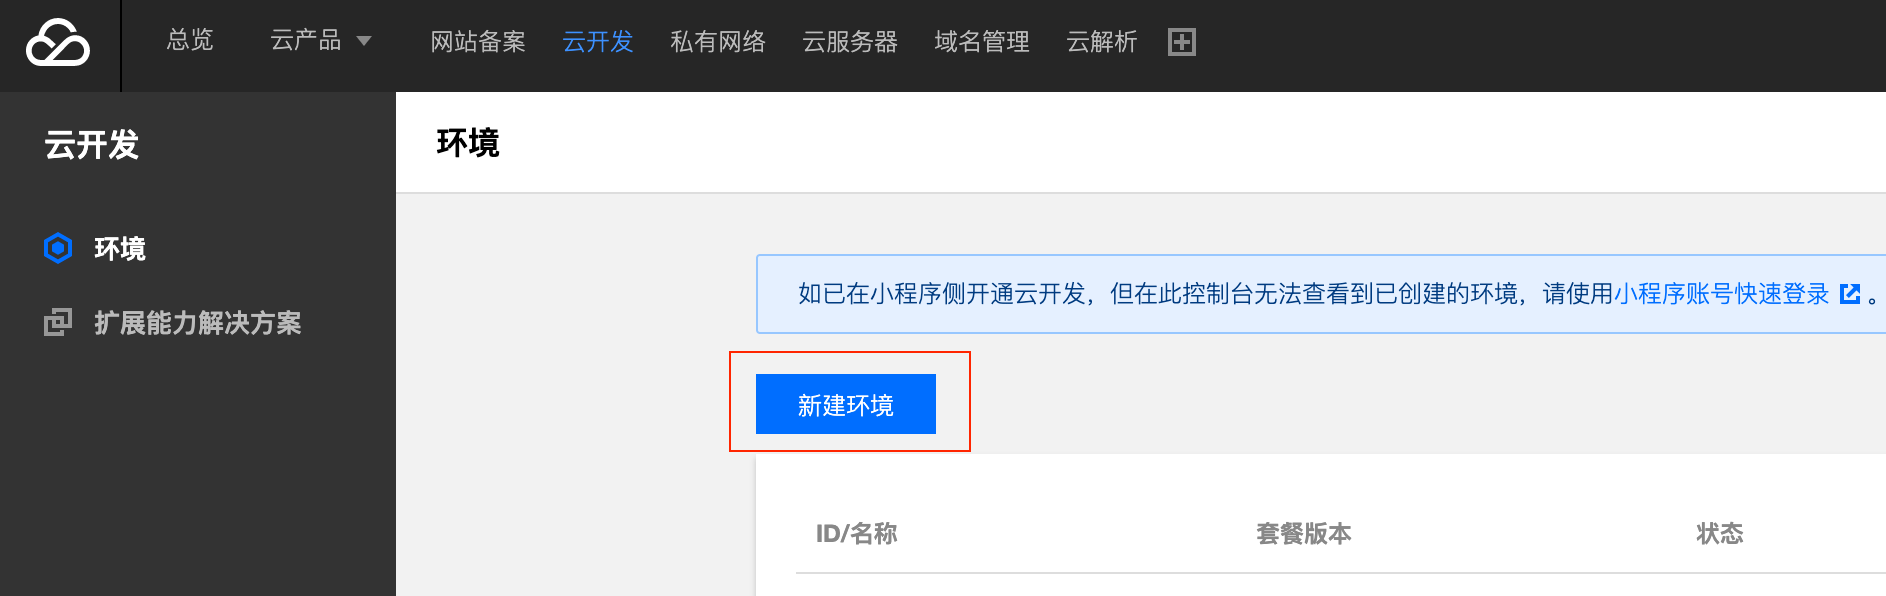 总览 云产品 网站备案 云开发 私有网络 云服务器 域名管理 云解析
云开发
环境
扩展能力解决方案
环境
如已在小程序侧开通云开发，但在此控制台无法查看到已创建的环境，请使用小程序账号快速登录 。
新建环境
ID/名称 套餐版本 状态